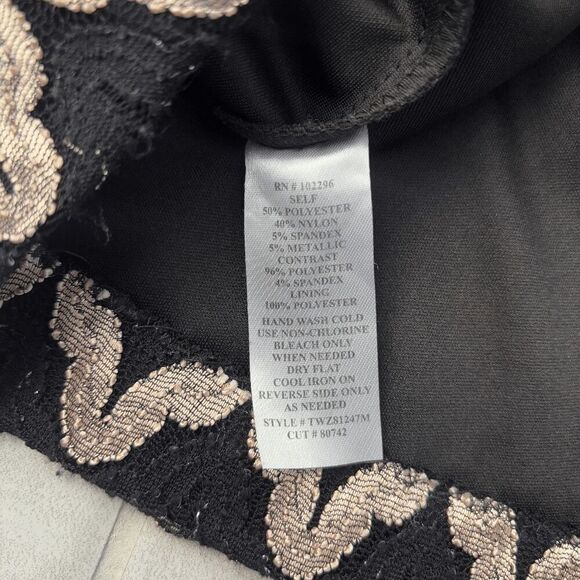 RN # 102296
SELF
50% POLYESTER
40% NYLON
5% SPANDEX
5% METALLIC
CONTRAST
96% POLYESTER
4% SPANDEX
LINING
100% POLYESTER
HAND WASH COLD
USE NON-CHLORINE
BLEACH ONLY
WHEN NEEDED
DRY FLAT
COOL IRON ON
REVERSE SIDE ONLY
AS NEEDED
STYLE # TWZ81247M
CUT # 80742